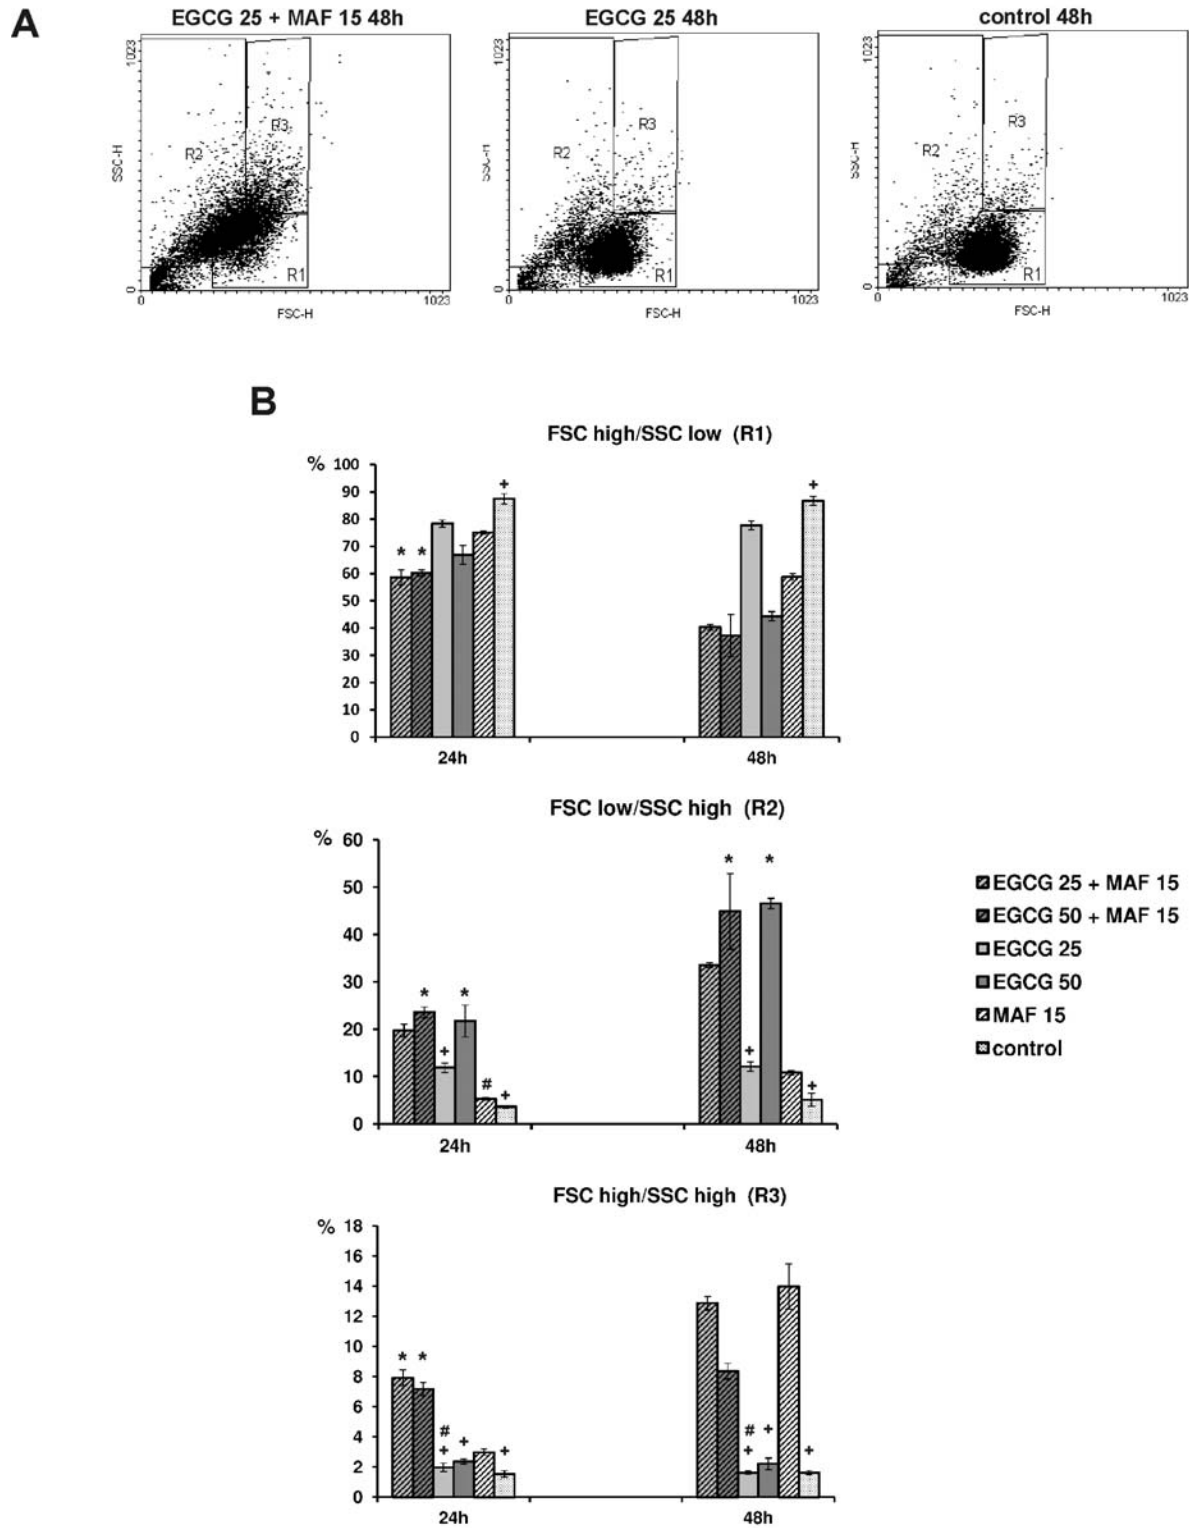 A
EGCG 25 + MAF 15 48h
EGCG 25 48h
control 48h
1023
SSC-H
0
R2
R3
R1
0
1023
FSC-H
1023
SSC-H
0
R2
R3
R1
0
1023
FSC-H
1023
SSC-H
0
R2
R3
R1
0
1023
FSC-H
B
FSC high/SSC low (R1)
% 100
90
80
70
60
50
40
30
20
10
0
* *
+
+
24h
48h
FSC low/SSC high (R2)
% 60
50
40
30
20
10
0
* + * # +
* + * +
24h
48h
EGCG 25 + MAF 15
EGCG 50 + MAF 15
EGCG 25
EGCG 50
MAF 15
control
FSC high/SSC high (R3)
% 18
16
14
12
10
8
6
4
2
0
* *
#
+ + +
#
+ + +
24h
48h